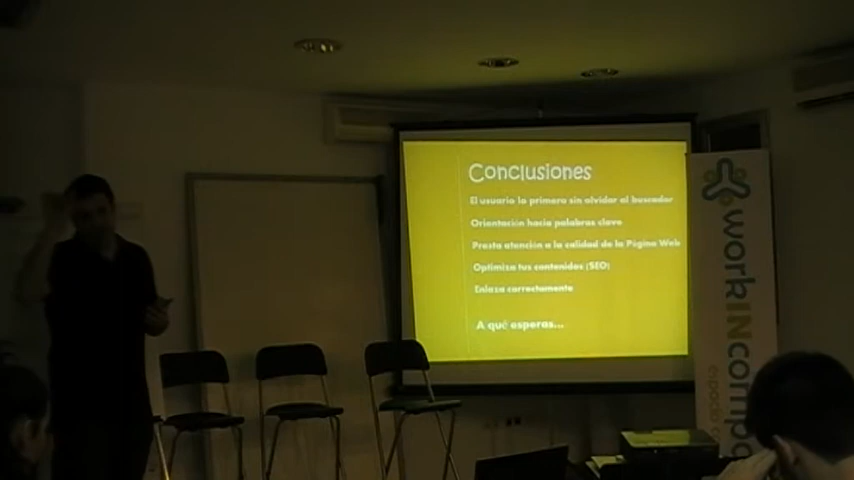 Conclusiones
El usuario lo primero sin olvidar al buscador
Orientación hacia palabras clave
Presta atención a la calidad de la Página Web
Optimiza tus contenidos (SEO)
Enlaza correctamente
A qué esperas...
workINcompa
espacio